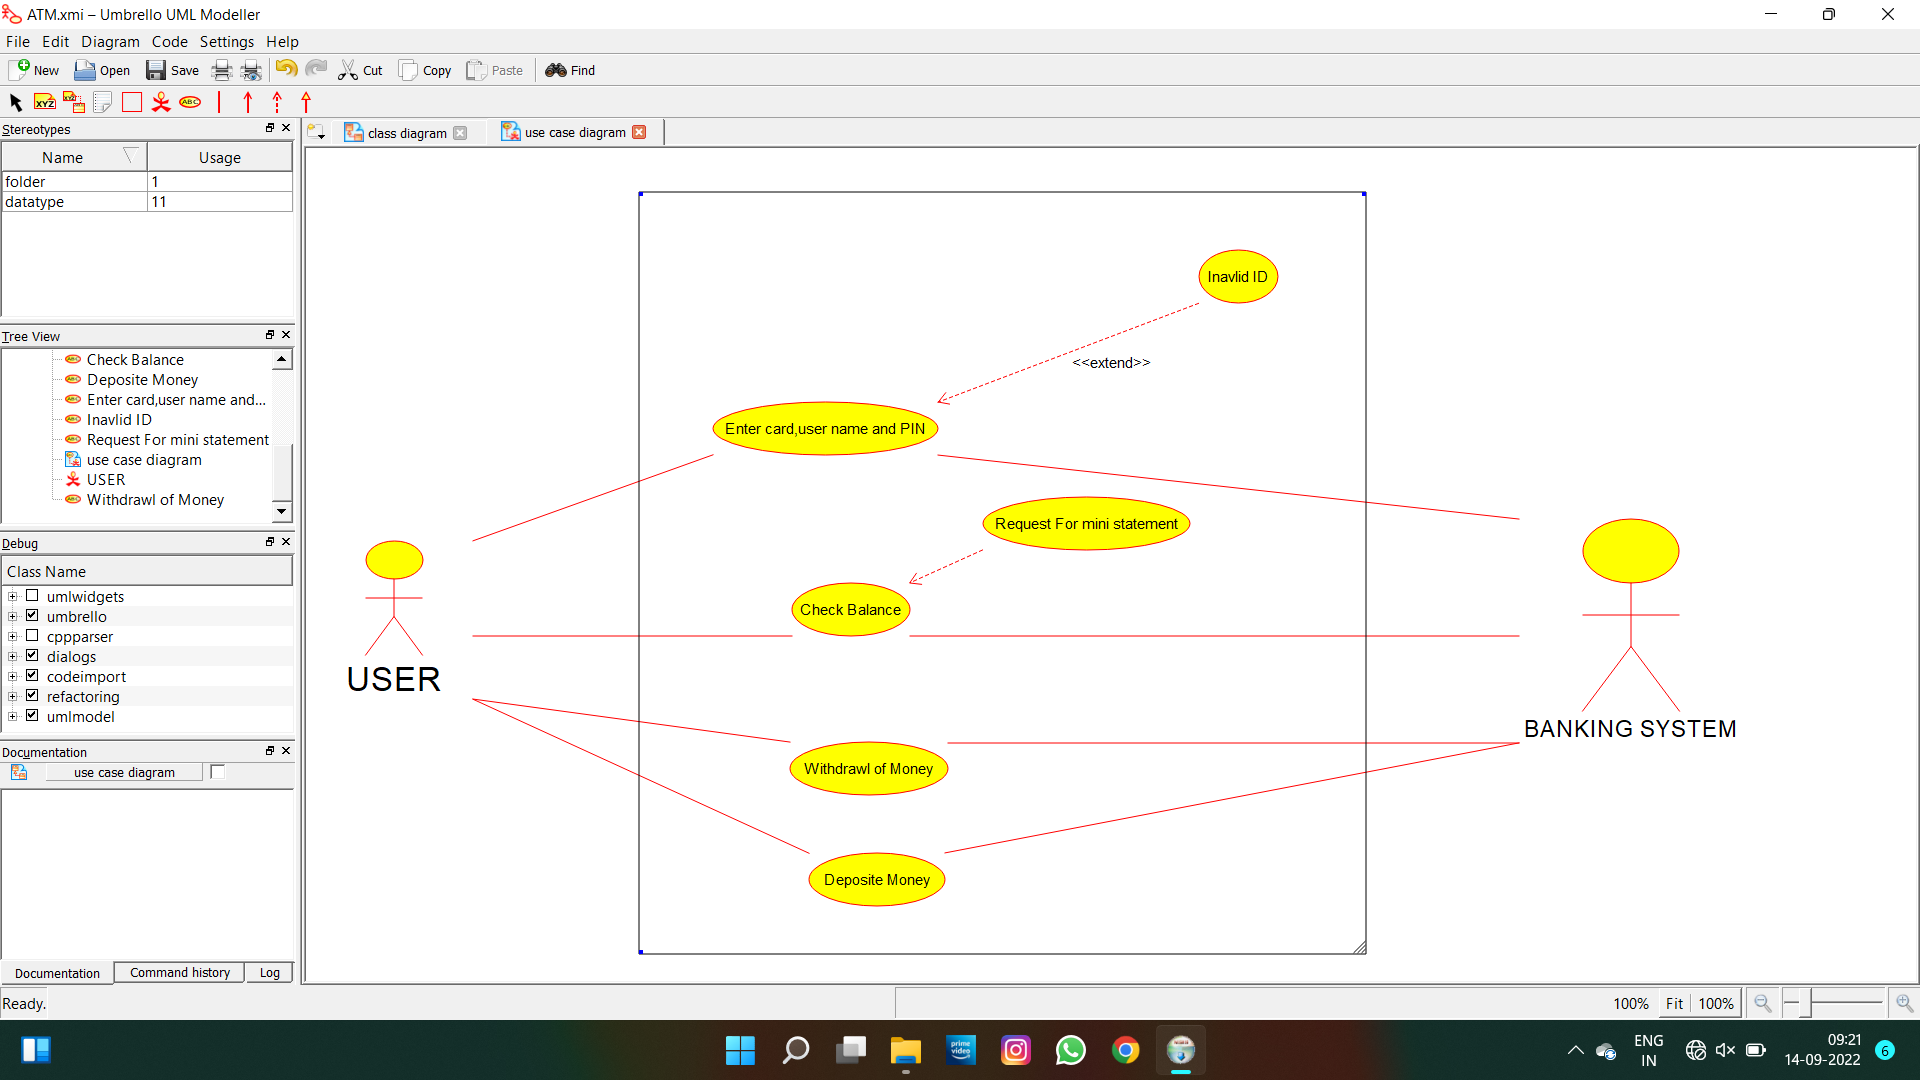 ATM.xmi – Umbrello UML Modeller
File Edit Diagram Code Settings Help
New Open Save Cut Copy Paste Find
XYZ XYZ ABC
Stereotypes
Name Usage
folder 1
datatype 11
Tree View
Check Balance
Deposite Money
Enter card,user name and...
Inavlid ID
Request For mini statement
use case diagram
USER
Withdrawl of Money
Debug
Class Name
umlwidgets
umbrello
cppparser
dialogs
codeimport
refactoring
umlmodel
Documentation
use case diagram
Documentation Command history Log
Ready.
class diagram use case diagram
Inavlid ID
<<extend>>
Enter card,user name and PIN
Request For mini statement
Check Balance
USER
BANKING SYSTEM
Withdrawl of Money
Deposite Money
100% Fit 100%
prime
video
ENG
IN
09:21
14-09-2022
6